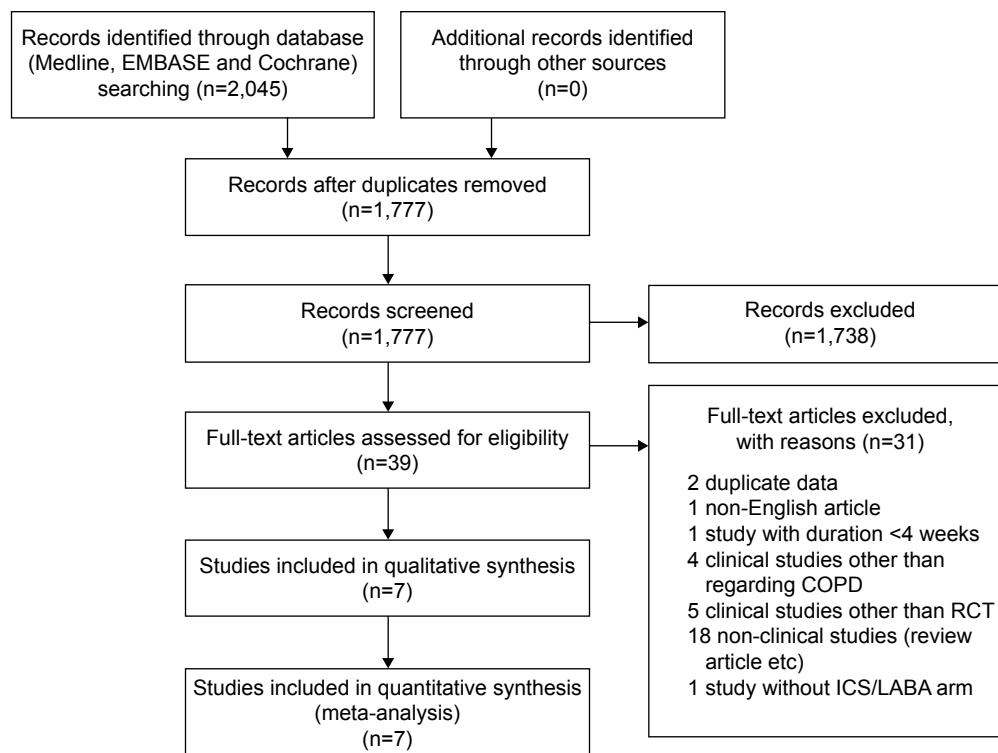 Records identified through database
(Medline, EMBASE and Cochrane)
searching (n=2,045)
Additional records identified
through other sources
(n=0)
Records after duplicates removed
(n=1,777)
Records screened
(n=1,777)
Records excluded
(n=1,738)
Full-text articles assessed for eligibility
(n=39)
Full-text articles excluded,
with reasons (n=31)
2 duplicate data
1 non-English article
1 study with duration <4 weeks
4 clinical studies other than
regarding COPD
5 clinical studies other than RCT
18 non-clinical studies (review
article etc)
1 study without ICS/LABA arm
Studies included in qualitative synthesis
(n=7)
Studies included in quantitative synthesis
(meta-analysis)
(n=7)